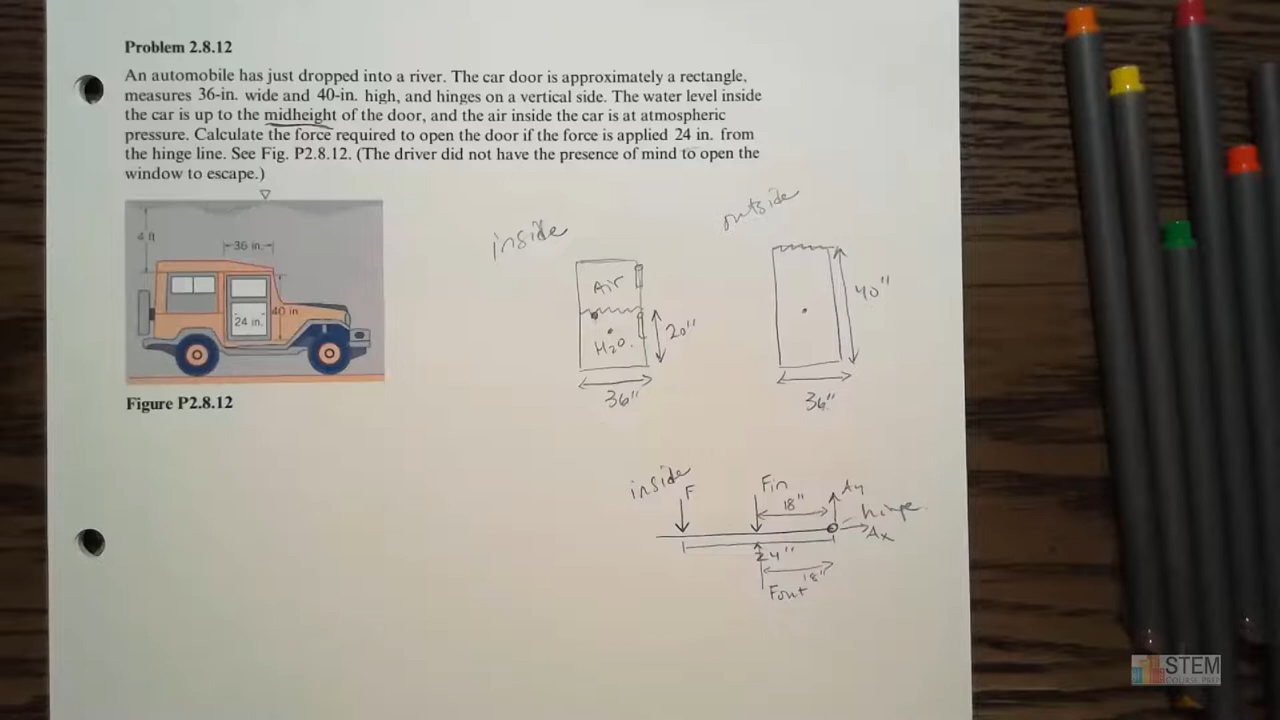 Problem 2.8.12
An automobile has just dropped into a river. The car door is approximately a rectangle,
measures 36-in. wide and 40-in. high, and hinges on a vertical side. The water level inside
the car is up to the midheight of the door, and the air inside the car is at atmospheric
pressure. Calculate the force required to open the door if the force is applied 24 in. from
the hinge line. See Fig. P2.8.12. (The driver did not have the presence of mind to open the
window to escape.)
4 ft
36 in.
40 in.
24 in.
Figure P2.8.12
inside
Air
H2O
20"
36"
outside
40"
36"
inside
F
Fin
18"
Ay
hinge
Ax
24"
18"
Fout
STEM
COURSE PREP